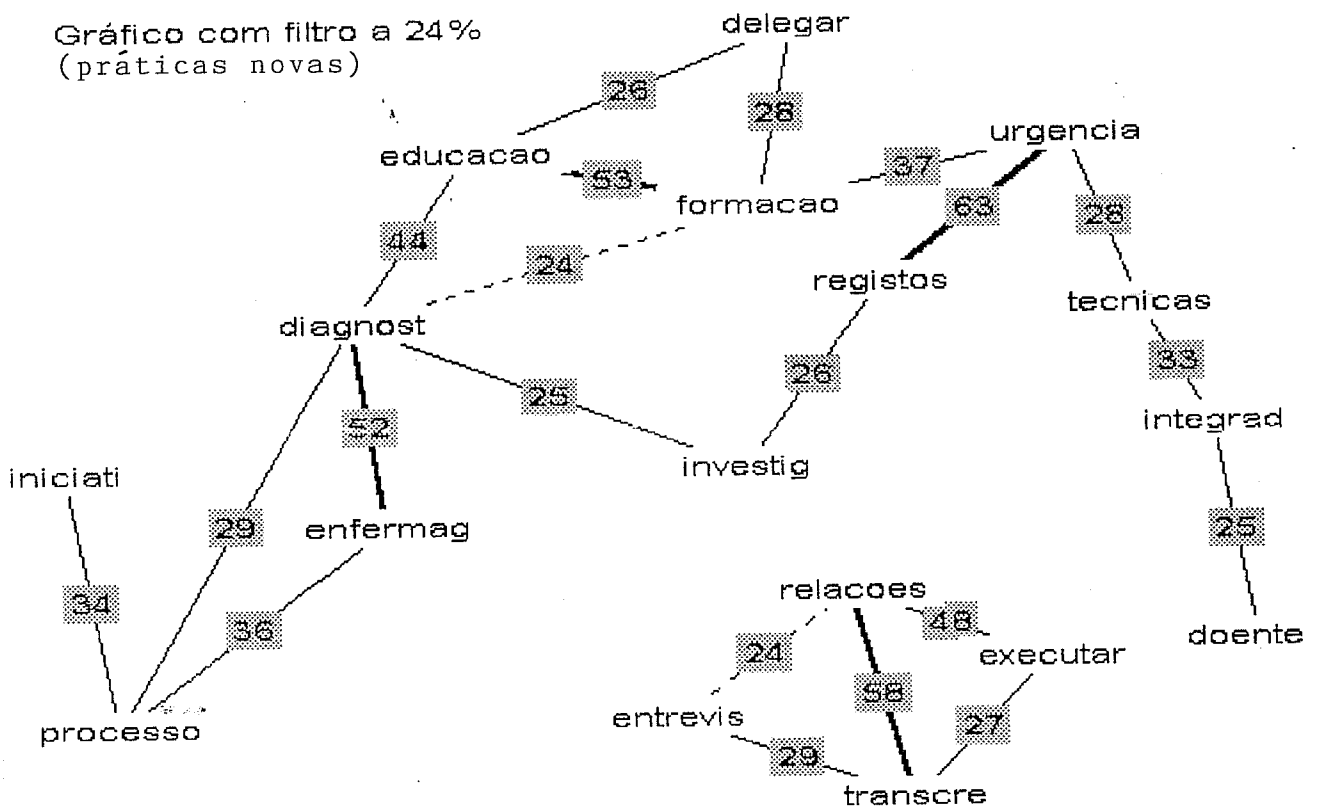 Gráfico com filtro a 24%
(práticas novas)
delegar
26
28
urgencia
educacao
53
37
formacao
63
28
44
24
registos
tecnicas
diagnost
33
26
25
integrad
52
investig
iniciati
29
enfermag
25
34
relacoes
48
36
24
executar
doente
58
entrevis
27
processo
29
transcre